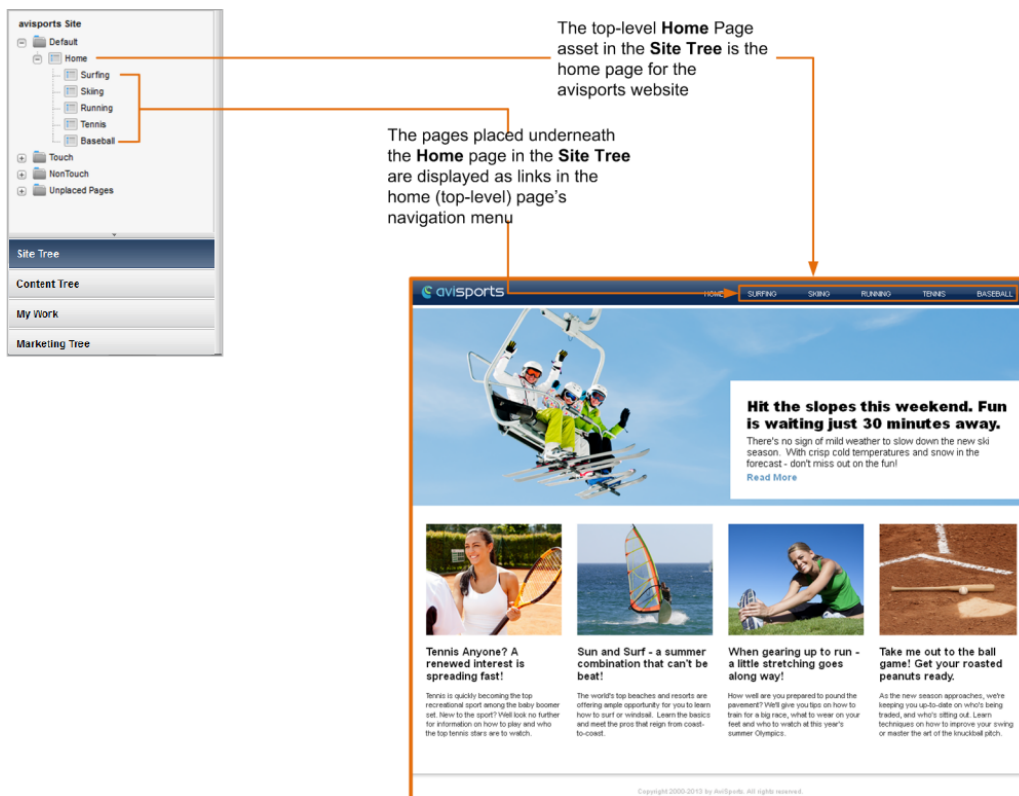 avisports Site
Default
Home
Surfing
Skiing
Running
Tennis
Baseball
Touch
NonTouch
Unplaced Pages
Site Tree
Content Tree
My Work
Marketing Tree
The top-level Home Page
asset in the Site Tree is the
home page for the
avisports website
The pages placed underneath
the Home page in the Site Tree
are displayed as links in the
home (top-level) page's
navigation menu
avisports
HOME SURFING SKIING RUNNING TENNIS BASEBALL
Hit the slopes this weekend. Fun
is waiting just 30 minutes away.
There's no sign of mild weather to slow down the new ski
season. With crisp cold temperatures and snow in the
forecast - don't miss out on the fun!
Read More
Tennis Anyone? A
renewed interest is
spreading fast!
Tennis is quickly becoming the top
recreational sport among the baby boomer
set. New to the sport? Well look no further
for information on how to play and who
the top tennis stars are to watch.
Sun and Surf - a summer
combination that can't be
beat!
The world's top beaches and resorts are
offering ample opportunity for you to learn
how to surf or windsail. Learn the basics
and meet the pros that reign from coast-
to-coast.
When gearing up to run -
a little stretching goes
along way!
How well are you prepared to pound the
pavement? We'll give you tips on how to
train for a big race, what to wear on your
feet and who to watch at this year's
summer Olympics.
Take me out to the ball
game! Get your roasted
peanuts ready.
As the new season approaches, we're
keeping you up-to-date on who's being
traded, and who's sitting out. Learn
techniques on how to improve your swing
or master the art of the knuckball pitch.
Copyright 2000-2013 by AviSports. All rights reserved.